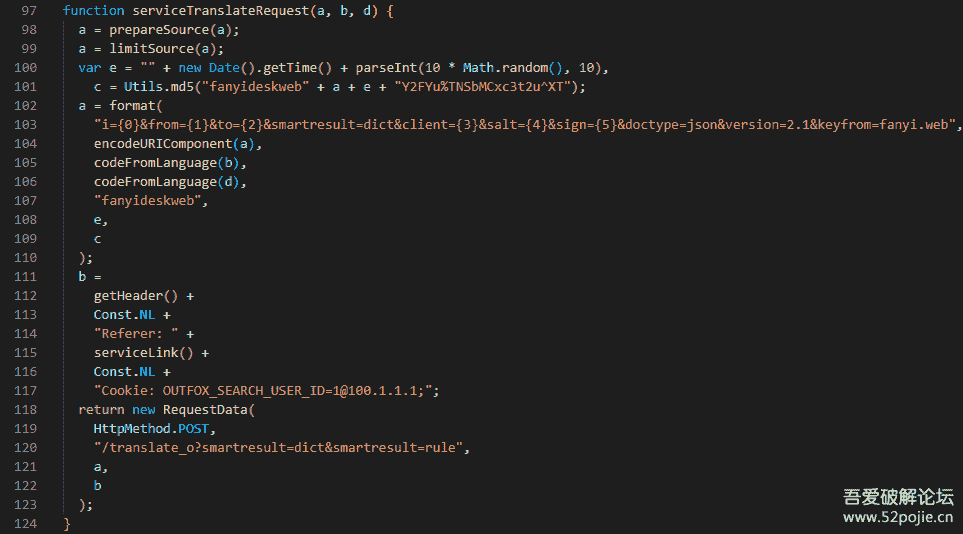 97 function serviceTranslateRequest(a, b, d) {
98 a = prepareSource(a);
99 a = limitSource(a);
100 var e = "" + new Date().getTime() + parseInt(10 * Math.random(), 10),
101 c = Utils.md5("fanyideskweb" + a + e + "Y2FYu%TNSbMCxc3t2u^XT");
102 a = format(
103 "i={0}&from={1}&to={2}&smartresult=dict&client={3}&salt={4}&sign={5}&doctype=json&version=2.1&keyfrom=fanyi.web",
104 encodeURIComponent(a),
105 codeFromLanguage(b),
106 codeFromLanguage(d),
107 "fanyideskweb",
108 e,
109 c
110 );
111 b =
112 getHeader() +
113 Const.NL +
114 "Referer: " +
115 serviceLink() +
116 Const.NL +
117 "Cookie: OUTFOX_SEARCH_USER_ID=1@100.1.1.1;";
118 return new RequestData(
119 HttpMethod.POST,
120 "/translate_o?smartresult=dict&smartresult=rule",
121 a,
122 b
123 );
124 }
吾爱破解论坛
www.52pojie.cn